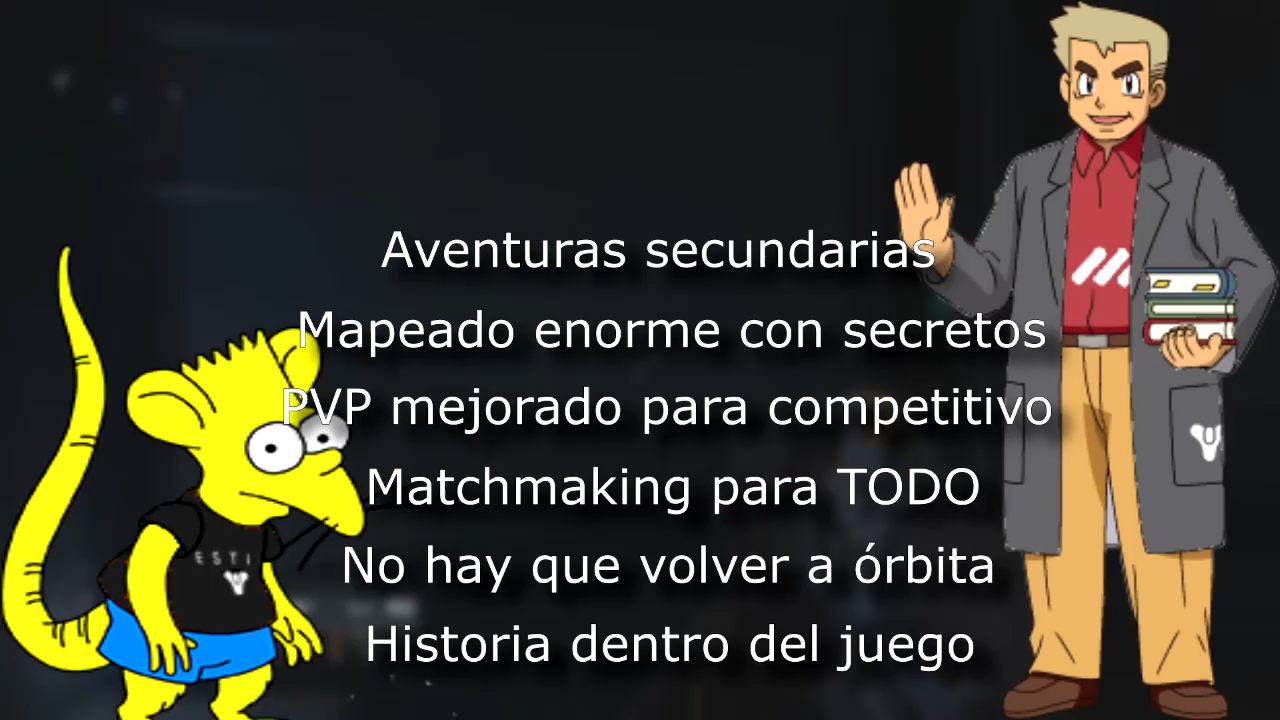 Aventuras secundarias
Mapeado enorme con secretos
PVP mejorado para competitivo
Matchmaking para TODO
No hay que volver a órbita
ESTI
Historia dentro del juego